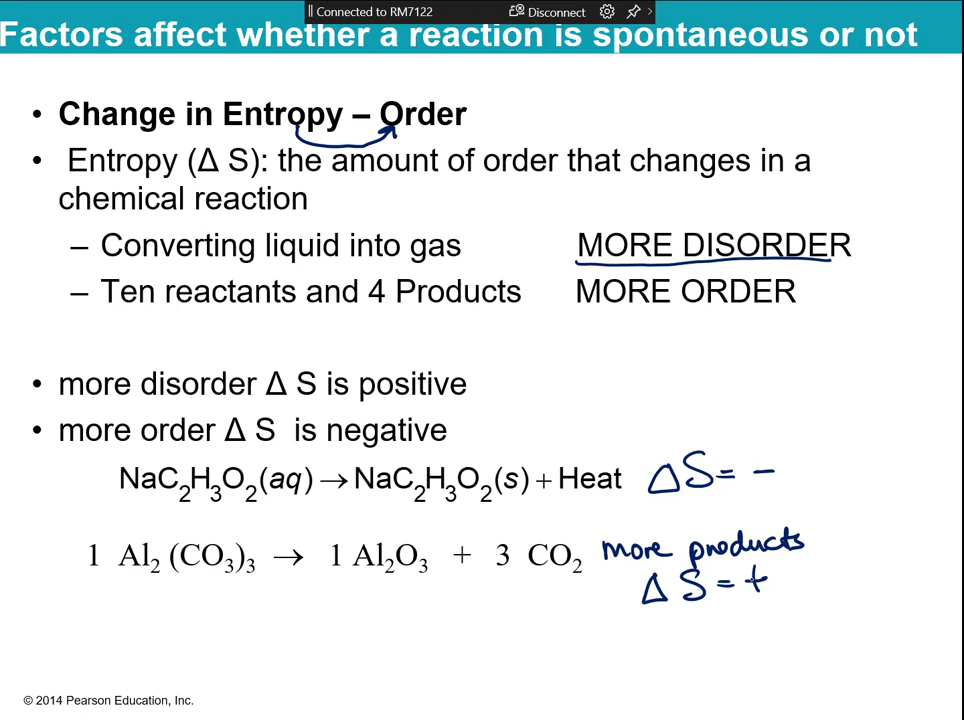 Connected to RM7122 Disconnect
Factors affect whether a reaction is spontaneous or not
• Change in Entropy – Order
• Entropy (Δ S): the amount of order that changes in a
chemical reaction
– Converting liquid into gas MORE DISORDER
– Ten reactants and 4 Products MORE ORDER
• more disorder Δ S is positive
• more order Δ S is negative
NaC₂H₃O₂(aq) → NaC₂H₃O₂(s) + Heat ΔS = –
1 Al₂ (CO₃)₃ → 1 Al₂O₃ + 3 CO₂ more products
Δ S = +
© 2014 Pearson Education, Inc.